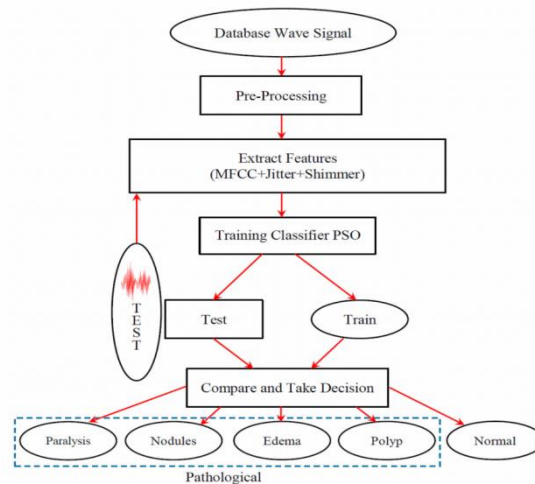 Database Wave Signal
Pre-Processing
Extract Features
(MFCC+Jitter+Shimmer)
Training Classifier PSO
TEST
Test
Train
Compare and Take Decision
Paralysis
Nodules
Edema
Polyp
Normal
Pathological